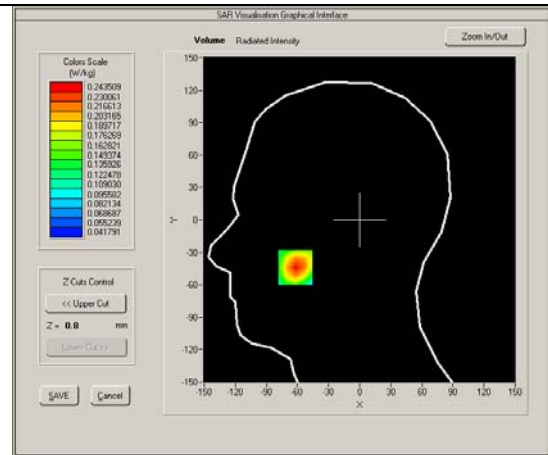 SAR Visualisation Graphical Interface
Volume Radiated Intensity
Zoom In/Out
Colors Scale
(W/kg)
0.243509
0.230061
0.216613
0.203165
0.189717
0.176269
0.162821
0.149374
0.135926
0.122478
0.109030
0.095582
0.082134
0.068687
0.055239
0.041791
Z Cuts Control
<< Upper Cut
Z = 0.0 mm
Lower Cut >>
SAVE
Cancel
150
120
90
60
30
0
-30
-60
-90
-120
-150
Y
-150 -120 -90 -60 -30 0 30 60 90 120 150
X